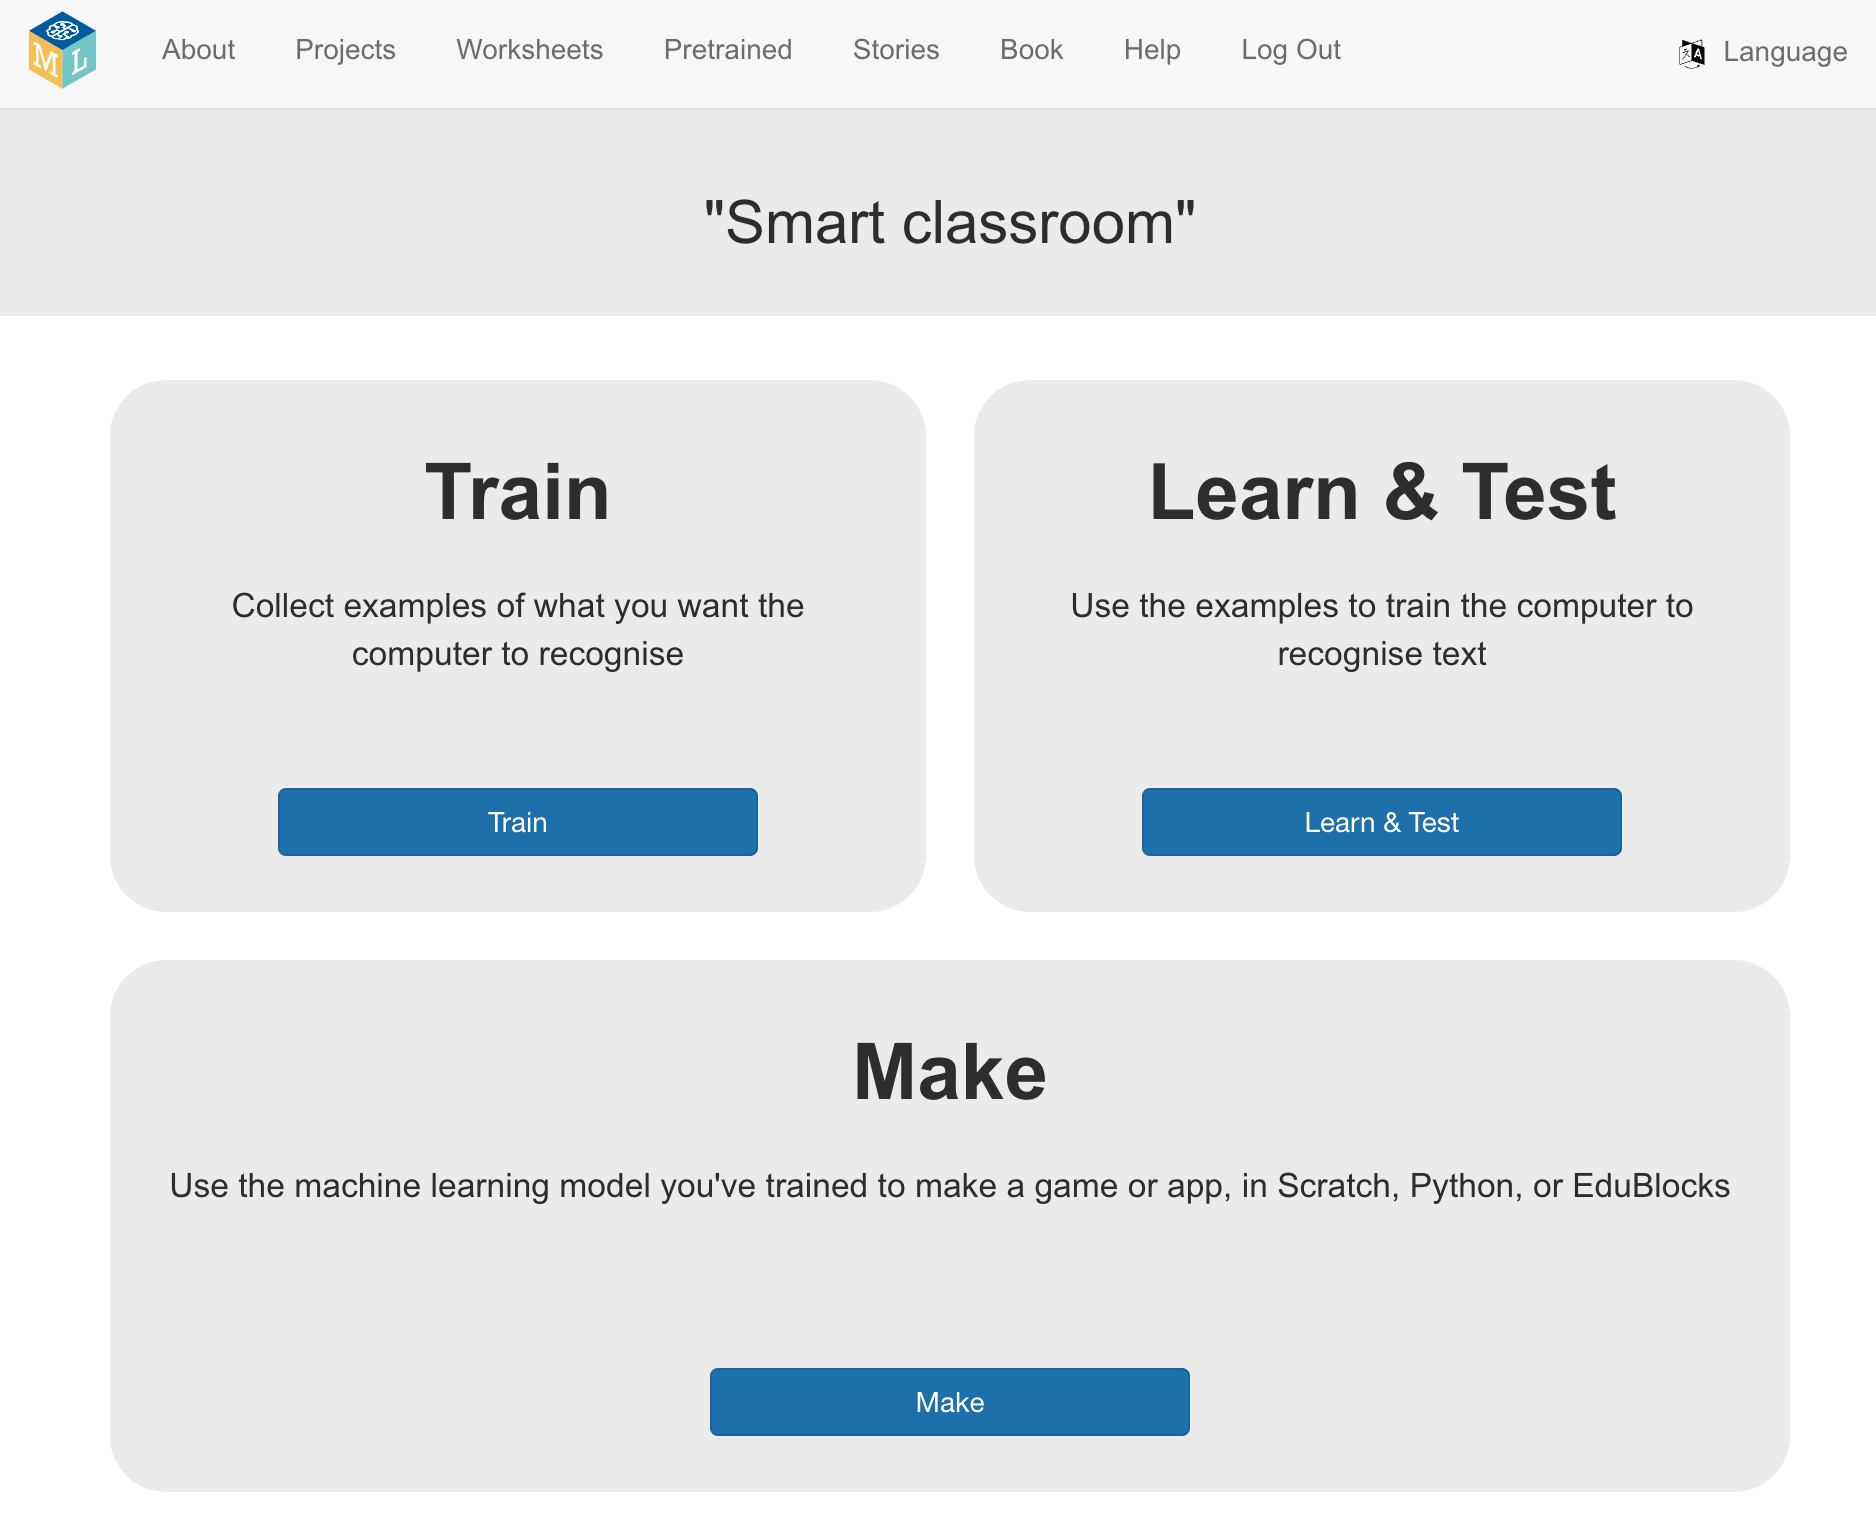 ML
About Projects Worksheets Pretrained Stories Book Help Log Out Language
"Smart classroom"
Train
Collect examples of what you want the
computer to recognise
Train
Learn & Test
Use the examples to train the computer to
recognise text
Learn & Test
Make
Use the machine learning model you've trained to make a game or app, in Scratch, Python, or EduBlocks
Make